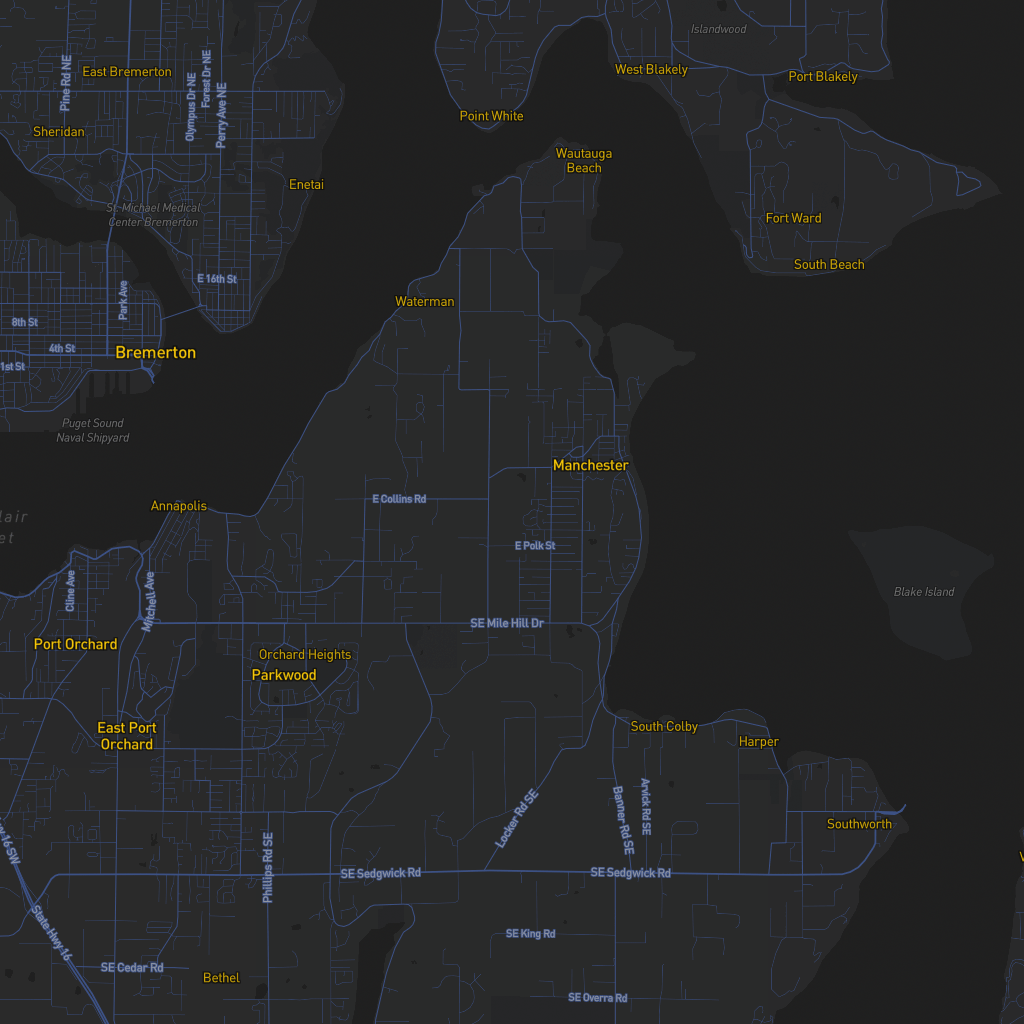 Islandwood
West Blakely
Port Blakely
East Bremerton
Pine Rd NE
Forest Dr NE
Olympus Dr NE
Perry Ave NE
Point White
Sheridan
Wautauga
Beach
Enetai
St. Michael Medical
Center Bremerton
Fort Ward
South Beach
E 16th St
Park Ave
Waterman
8th St
4th St
1st St
Bremerton
Puget Sound
Naval Shipyard
Manchester
E Collins Rd
Annapolis
E Polk St
Cline Ave
Mitchell Ave
Blake Island
SE Mile Hill Dr
Port Orchard
Orchard Heights
Parkwood
East Port
Orchard
South Colby
Harper
Arvick Rd SE
Banner Rd SE
Locker Rd SE
Southworth
Phillips Rd SE
SE Sedgwick Rd
SE Sedgwick Rd
16 SW
State Hwy 16
SE King Rd
SE Cedar Rd
Bethel
SE Overra Rd